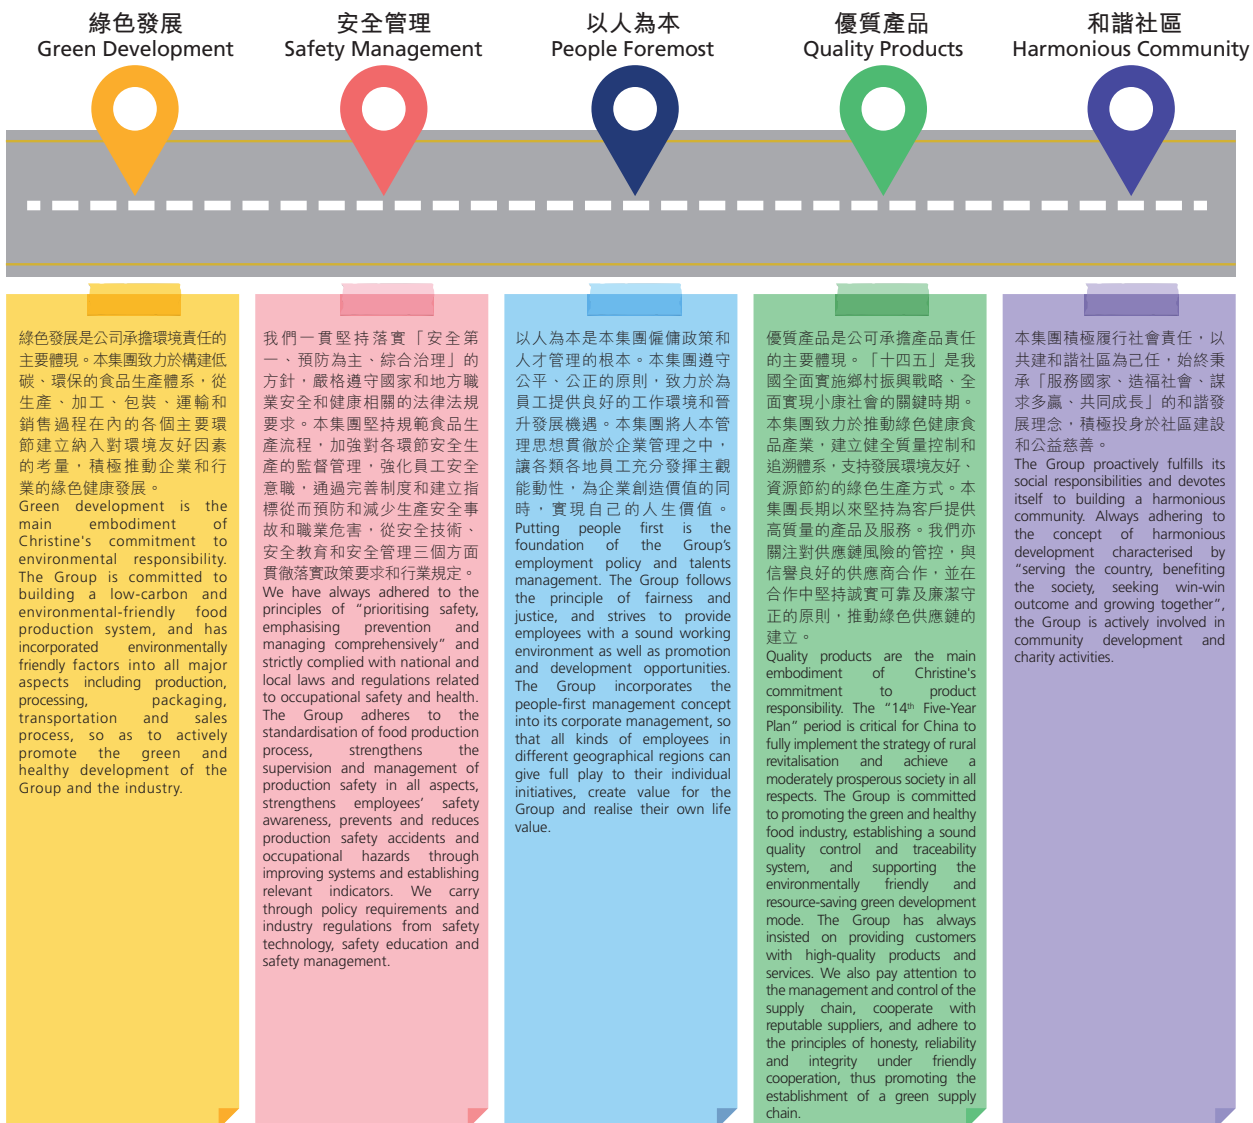 綠色發展
Green Development
安全管理
Safety Management
以人為本
People Foremost
優質產品
Quality Products
和諧社區
Harmonious Community
綠色發展是公司承擔環境責任的
主要體現。本集團致力於構建低
碳、環保的食品生產體系，從
生產、加工、包裝、運輸和
銷售過程在內的各個主要環
節建立納入對環境友好因素
的考量，積極推動企業和行
業的綠色健康發展。
Green development is the
main embodiment of
Christine's commitment to
environmental responsibility.
The Group is committed to
building a low-carbon and
environmental-friendly food
production system, and has
incorporated environmentally
friendly factors into all major
aspects including production,
processing, packaging,
transportation and sales
process, so as to actively
promote the green and
healthy development of the
Group and the industry.
我們一貫堅持落實「安全第
一、預防為主、綜合治理」的
方針，嚴格遵守國家和地方職
業安全和健康相關的法律法規
要求。本集團堅持規範食品生
產流程，加強對各環節安全生
產的監督管理，強化員工安全
意職，通過完善制度和建立指
標從而預防和減少生產安全事
故和職業危害，從安全技術、
安全教育和安全管理三個方面
貫徹落實政策要求和行業規定。
We have always adhered to the
principles of “prioritising safety,
emphasising prevention and
managing comprehensively” and
strictly complied with national and
local laws and regulations related
to occupational safety and health.
The Group adheres to the
standardisation of food production
process, strengthens the
supervision and management of
production safety in all aspects,
strengthens employees’ safety
awareness, prevents and reduces
production safety accidents and
occupational hazards through
improving systems and establishing
relevant indicators. We carry
through policy requirements and
industry regulations from safety
technology, safety education and
safety management.
以人為本是本集團僱傭政策和
人才管理的根本。本集團遵守
公平、公正的原則，致力於為
員工提供良好的工作環境和晉
升發展機遇。本集團將人本管
理思想貫徹於企業管理之中，
讓各類各地員工充分發揮主觀
能動性，為企業創造價值的同
時，實現自己的人生價值。
Putting people first is the
foundation of the Group’s
employment policy and talents
management. The Group follows
the principle of fairness and
justice, and strives to provide
employees with a sound working
environment as well as promotion
and development opportunities.
The Group incorporates the
people-first management concept
into its corporate management, so
that all kinds of employees in
different geographical regions can
give full play to their individual
initiatives, create value for the
Group and realise their own life
value.
優質產品是公可承擔產品責任
的主要體現。「十四五」是我
國全面實施鄉村振興戰略、全
面實現小康社會的關鍵時期。
本集團致力於推動綠色健康食
品產業，建立健全質量控制和
追溯體系，支持發展環境友好、
資源節約的綠色生產方式。本
集團長期以來堅持為客戶提供
高質量的產品及服務。我們亦
關注對供應鏈風險的管控，與
信譽良好的供應商合作，並在
合作中堅持誠實可靠及廉潔守
正的原則，推動綠色供應鏈的
建立。
Quality products are the main
embodiment of Christine's
commitment to product
responsibility. The “14th Five-Year
Plan” period is critical for China to
fully implement the strategy of rural
revitalisation and achieve a
moderately prosperous society in all
respects. The Group is committed
to promoting the green and healthy
food industry, establishing a sound
quality control and traceability
system, and supporting the
environmentally friendly and
resource-saving green development
mode. The Group has always
insisted on providing customers
with high-quality products and
services. We also pay attention to
the management and control of the
supply chain, cooperate with
reputable suppliers, and adhere to
the principles of honesty, reliability
and integrity under friendly
cooperation, thus promoting the
establishment of a green supply
chain.
本集團積極履行社會責任，以
共建和諧社區為己任，始終秉
承「服務國家、造福社會、謀
求多贏、共同成長」的和諧發
展理念，積極投身於社區建設
和公益慈善。
The Group proactively fulfills its
social responsibilities and devotes
itself to building a harmonious
community. Always adhering to
the concept of harmonious
development characterised by
“serving the country, benefiting
the society, seeking win-win
outcome and growing together”,
the Group is actively involved in
community development and
charity activities.